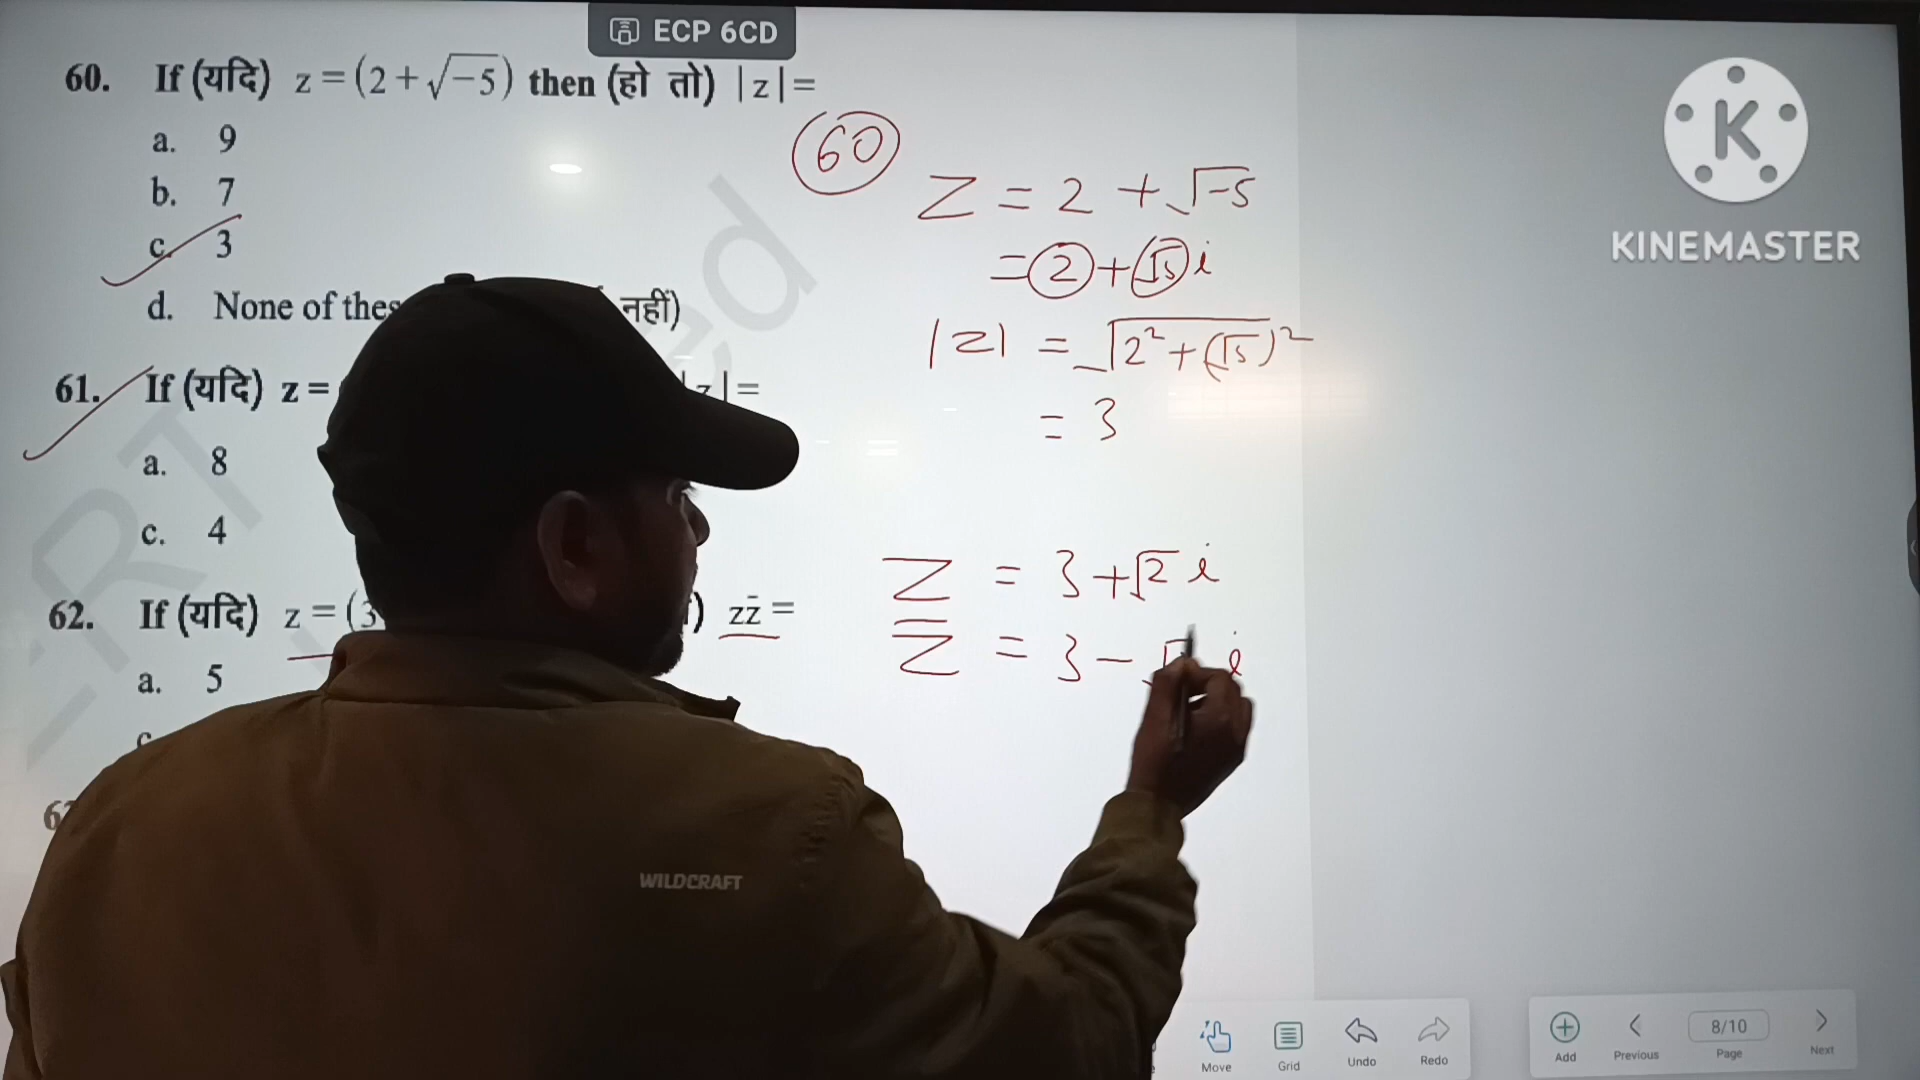 ECP 6CD
60. If (यदि) z = (2 + √−5) then (हो तो) | z | =
a. 9
b. 7
c. 3
d. None of thes नहीं)
61. If (यदि) z = z | =
a. 8
c. 4
62. If (यदि) z = (3 ) zz̄ =
a. 5
c
60
Z = 2 + √−5
= 2 + √5 i
|Z| = √2² + (√5)²
= 3
Z = 3 + √2 i
Z̄ = 3 − √ i
K
KINEMASTER
WILDCRAFT
Move Grid Undo Redo
Add Previous 8/10 Page Next